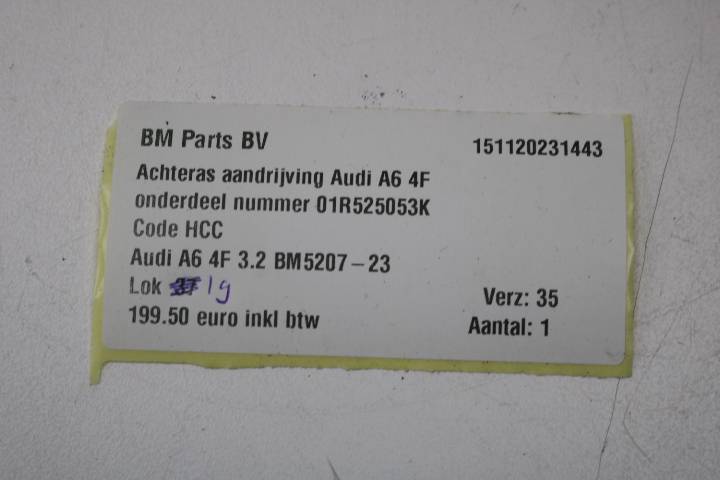 BM Parts BV 151120231443
Achteras aandrijving Audi A6 4F
onderdeel nummer 01R525053K
Code HCC
Audi A6 4F 3.2 BM5207-23
Lok Verz: 35
199.50 euro inkl btw Aantal: 1